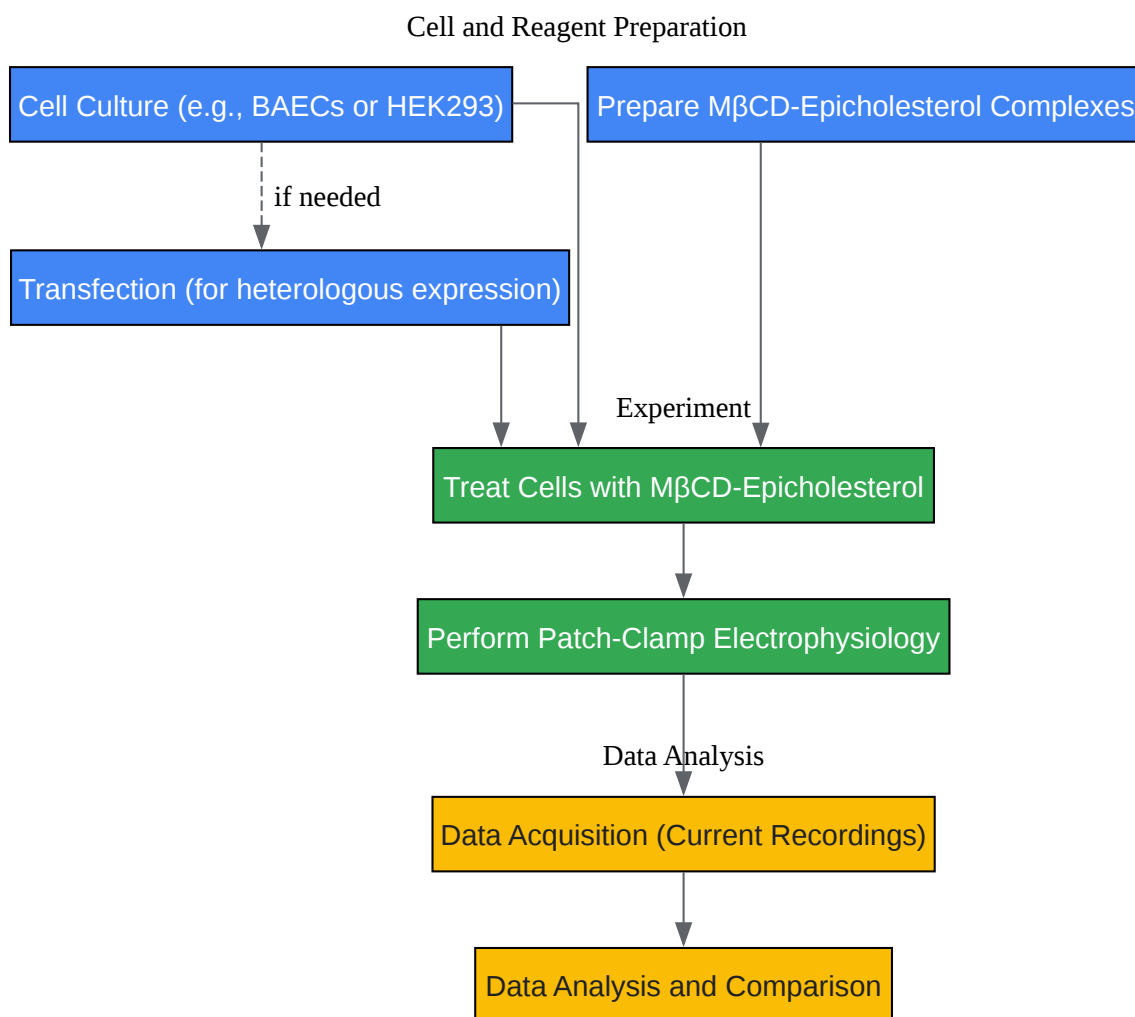 Cell and Reagent Preparation
Cell Culture (e.g., BAECs or HEK293)
Prepare MβCD-Epicholesterol Complexes
if needed
Transfection (for heterologous expression)
Experiment
Treat Cells with MβCD-Epicholesterol
Perform Patch-Clamp Electrophysiology
Data Analysis
Data Acquisition (Current Recordings)
Data Analysis and Comparison